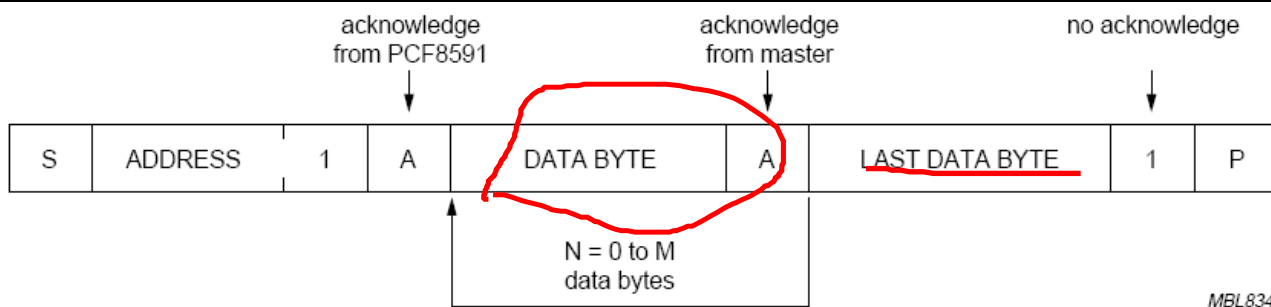 acknowledge
from PCF8591
acknowledge
from master
no acknowledge
S ADDRESS 1 A DATA BYTE A LAST DATA BYTE 1 P
N = 0 to M
data bytes
MBL834